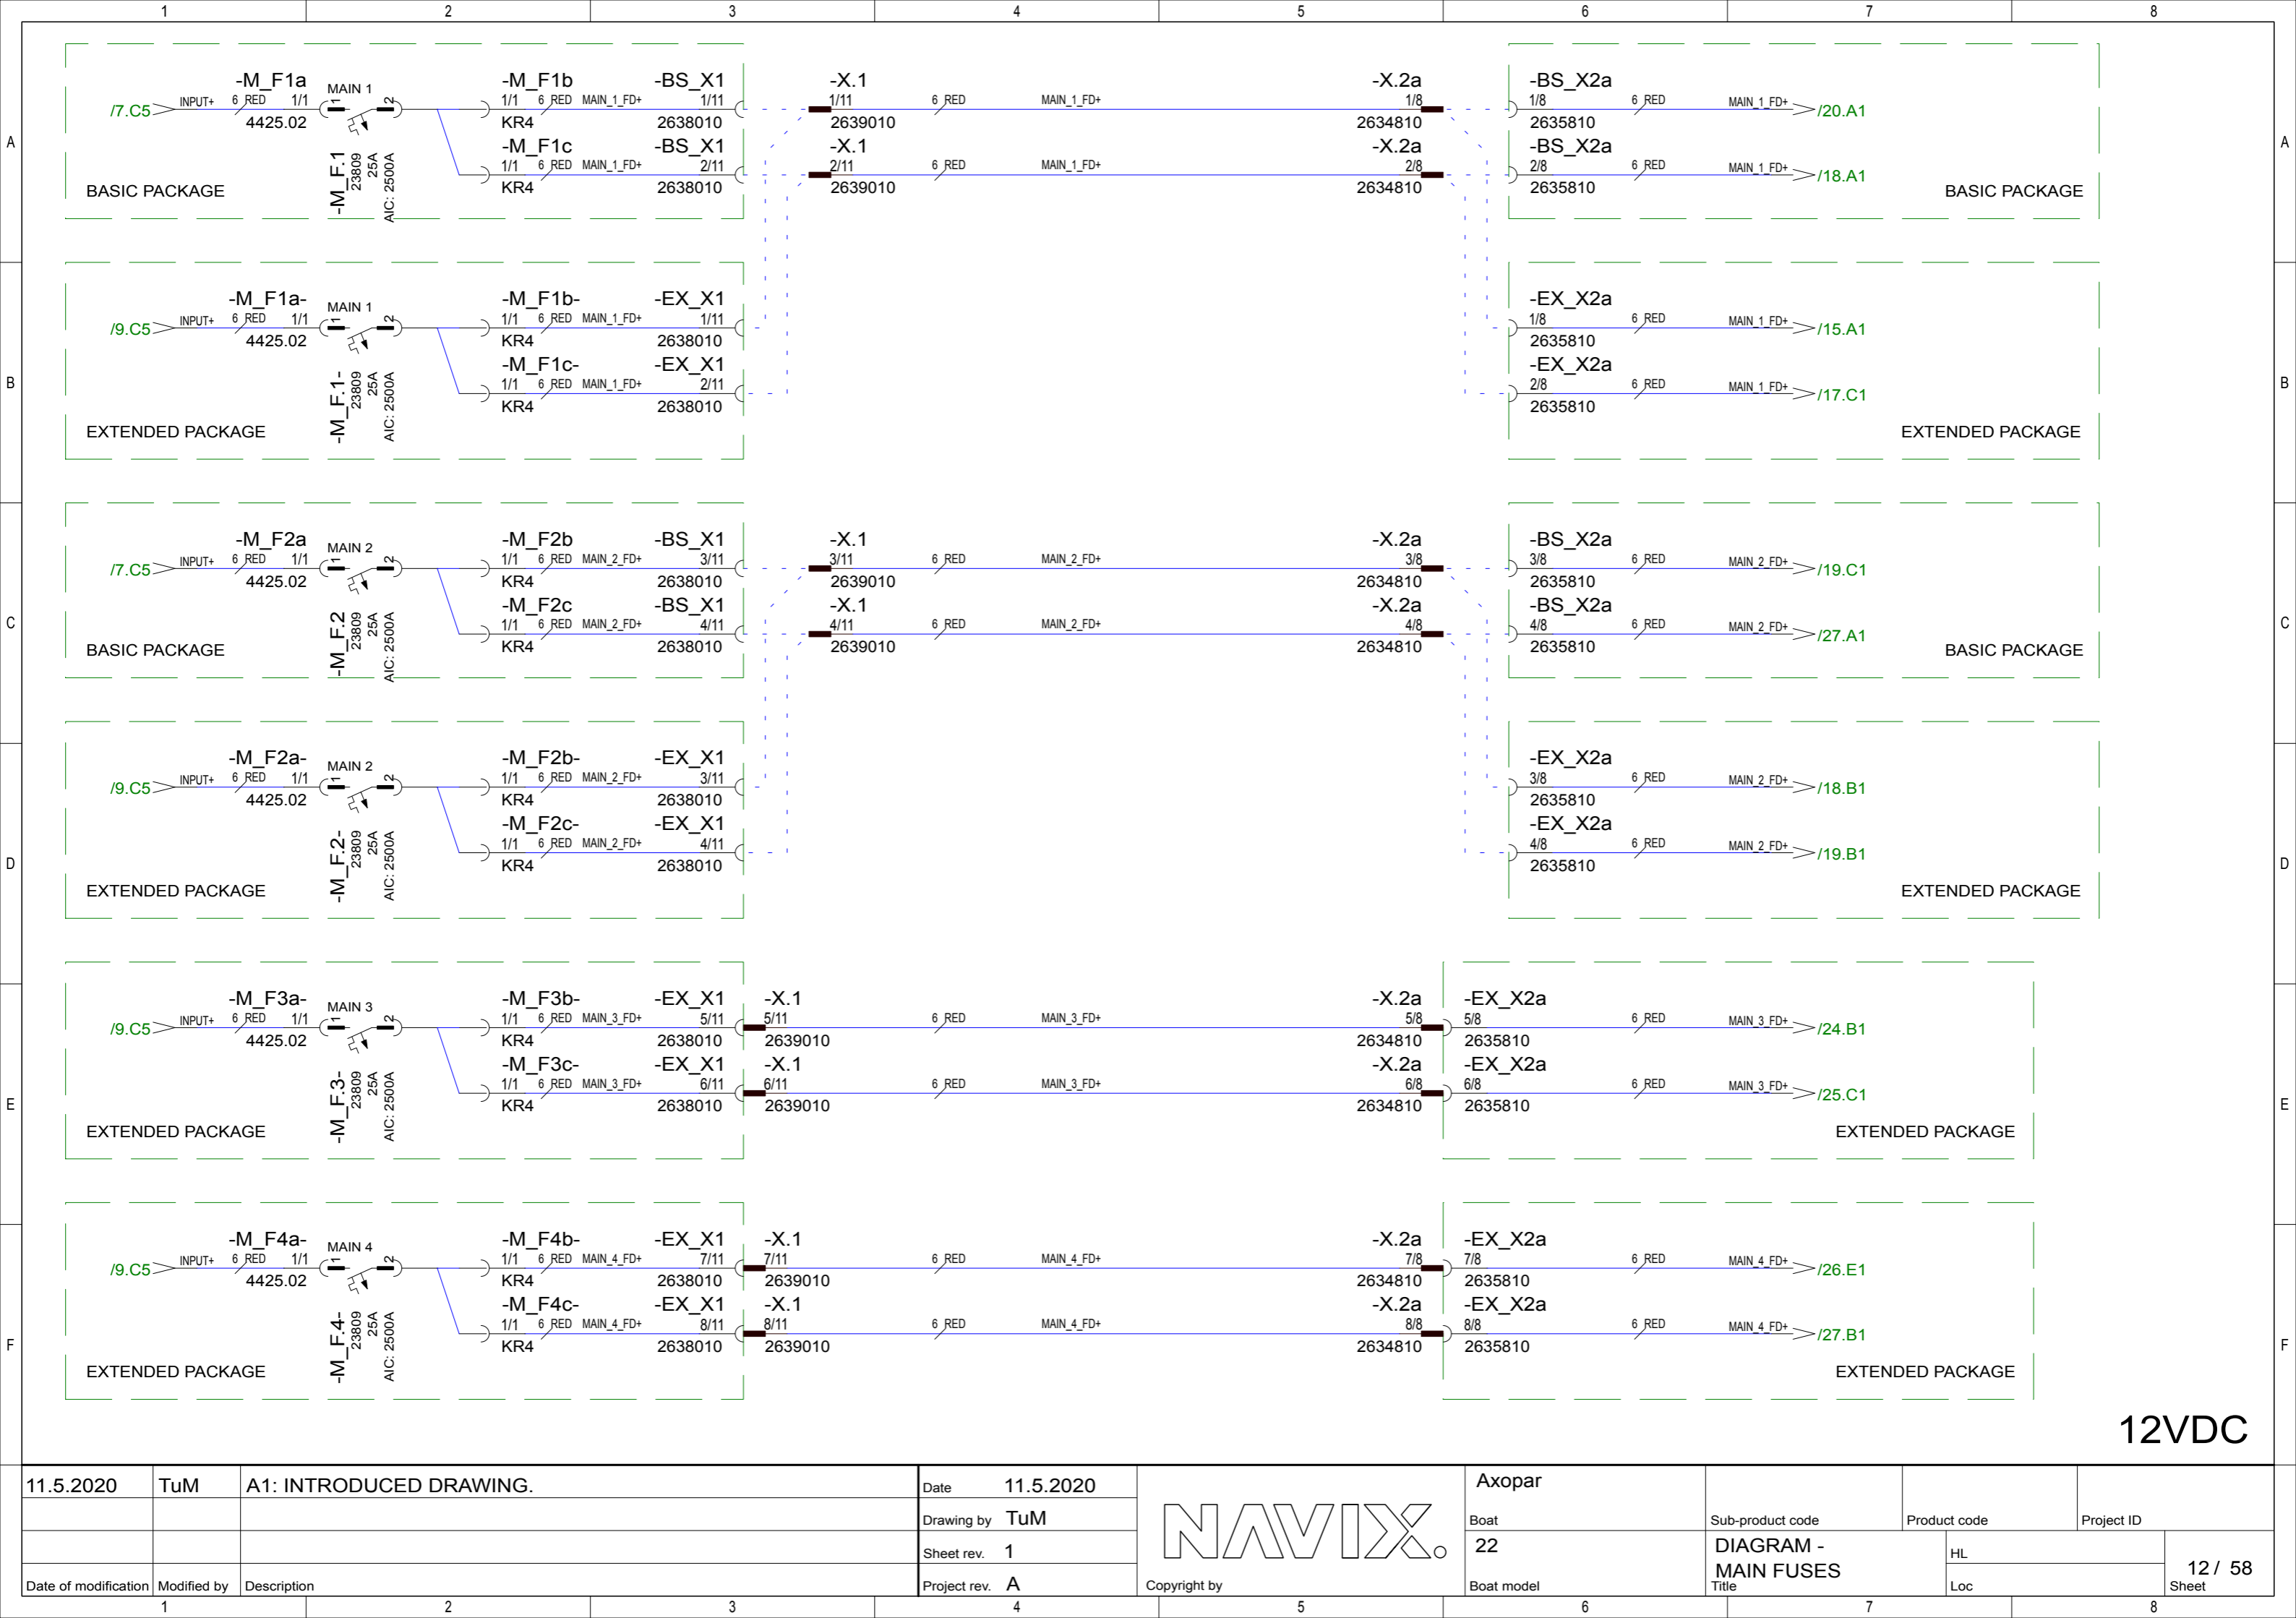 1 2 3 4 5 6 7 8
A A
-M_F1a MAIN 1 -M_F1b -BS_X1 -X.1 -X.2a -BS_X2a
/7.C5 INPUT+ 6 RED 1/1 1 2 1/1 6 RED MAIN_1_FD+ 1/11 1/11 6 RED MAIN_1_FD+ 1/8 1/8 6 RED MAIN_1_FD+ /20.A1
4425.02 KR4 2638010 2639010 2634810 2635810
-M_F1c -BS_X1 -X.1 -X.2a -BS_X2a
1/1 6 RED MAIN_1_FD+ 2/11 2/11 6 RED MAIN_1_FD+ 2/8 2/8 6 RED MAIN_1_FD+ /18.A1
KR4 2638010 2639010 2634810 2635810
-M_F.1
23809
25A
AIC: 2500A
BASIC PACKAGE BASIC PACKAGE
B B
-M_F1a- MAIN 1 -M_F1b- -EX_X1 -EX_X2a
/9.C5 INPUT+ 6 RED 1/1 1 2 1/1 6 RED MAIN_1_FD+ 1/11 1/8 6 RED MAIN_1_FD+ /15.A1
4425.02 KR4 2638010 2635810
-M_F1c- -EX_X1 -EX_X2a
1/1 6 RED MAIN_1_FD+ 2/11 2/8 6 RED MAIN_1_FD+ /17.C1
KR4 2638010 2635810
-M_F.1-
23809
25A
AIC: 2500A
EXTENDED PACKAGE EXTENDED PACKAGE
C C
-M_F2a MAIN 2 -M_F2b -BS_X1 -X.1 -X.2a -BS_X2a
/7.C5 INPUT+ 6 RED 1/1 1 2 1/1 6 RED MAIN_2_FD+ 3/11 3/11 6 RED MAIN_2_FD+ 3/8 3/8 6 RED MAIN_2_FD+ /19.C1
4425.02 KR4 2638010 2639010 2634810 2635810
-M_F2c -BS_X1 -X.1 -X.2a -BS_X2a
1/1 6 RED MAIN_2_FD+ 4/11 4/11 6 RED MAIN_2_FD+ 4/8 4/8 6 RED MAIN_2_FD+ /27.A1
KR4 2638010 2639010 2634810 2635810
-M_F.2
23809
25A
AIC: 2500A
BASIC PACKAGE BASIC PACKAGE
D D
-M_F2a- MAIN 2 -M_F2b- -EX_X1 -EX_X2a
/9.C5 INPUT+ 6 RED 1/1 1 2 1/1 6 RED MAIN_2_FD+ 3/11 3/8 6 RED MAIN_2_FD+ /18.B1
4425.02 KR4 2638010 2635810
-M_F2c- -EX_X1 -EX_X2a
1/1 6 RED MAIN_2_FD+ 4/11 4/8 6 RED MAIN_2_FD+ /19.B1
KR4 2638010 2635810
-M_F.2-
23809
25A
AIC: 2500A
EXTENDED PACKAGE EXTENDED PACKAGE
E E
-M_F3a- MAIN 3 -M_F3b- -EX_X1 -X.1 -X.2a -EX_X2a
/9.C5 INPUT+ 6 RED 1/1 1 2 1/1 6 RED MAIN_3_FD+ 5/11 5/11 6 RED MAIN_3_FD+ 5/8 5/8 6 RED MAIN_3_FD+ /24.B1
4425.02 KR4 2638010 2639010 2634810 2635810
-M_F3c- -EX_X1 -X.1 -X.2a -EX_X2a
1/1 6 RED MAIN_3_FD+ 6/11 6/11 6 RED MAIN_3_FD+ 6/8 6/8 6 RED MAIN_3_FD+ /25.C1
KR4 2638010 2639010 2634810 2635810
-M_F.3-
23809
25A
AIC: 2500A
EXTENDED PACKAGE EXTENDED PACKAGE
F F
-M_F4a- MAIN 4 -M_F4b- -EX_X1 -X.1 -X.2a -EX_X2a
/9.C5 INPUT+ 6 RED 1/1 1 2 1/1 6 RED MAIN_4_FD+ 7/11 7/11 6 RED MAIN_4_FD+ 7/8 7/8 6 RED MAIN_4_FD+ /26.E1
4425.02 KR4 2638010 2639010 2634810 2635810
-M_F4c- -EX_X1 -X.1 -X.2a -EX_X2a
1/1 6 RED MAIN_4_FD+ 8/11 8/11 6 RED MAIN_4_FD+ 8/8 8/8 6 RED MAIN_4_FD+ /27.B1
KR4 2638010 2639010 2634810 2635810
-M_F.4-
23809
25A
AIC: 2500A
EXTENDED PACKAGE EXTENDED PACKAGE
12VDC
11.5.2020 TuM A1: INTRODUCED DRAWING.
Date of modification Modified by Description
Date 11.5.2020
Drawing by TuM
Sheet rev. 1
Project rev. A
NAVIX.
Copyright by
Axopar
Boat
22
Boat model
Sub-product code Product code Project ID
DIAGRAM -
MAIN FUSES
Title
HL
Loc
12 / 58
Sheet
1 2 3 4 5 6 7 8